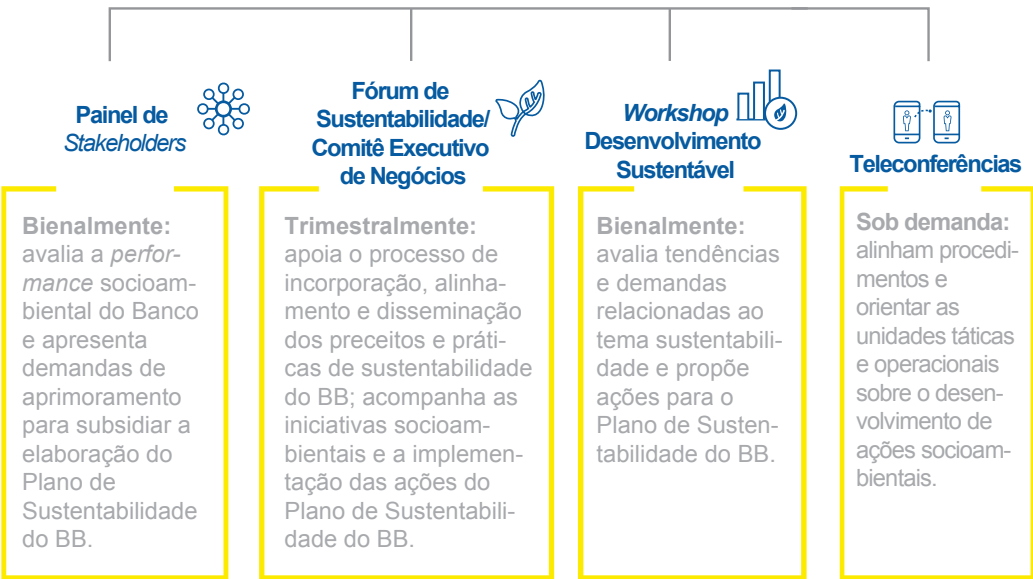 Painel de
Stakeholders
Bienalmente:
avalia a perfor-
mance socioam-
biental do Banco
e apresenta
demandas de
aprimoramento
para subsidiar a
elaboração do
Plano de
Sustentabilidade
do BB.
Fórum de
Sustentabilidade/
Comitê Executivo
de Negócios
Trimestralmente:
apoia o processo de
incorporação, alinha-
mento e disseminação
dos preceitos e práti-
cas de sustentabilidade
do BB; acompanha as
iniciativas socioam-
bientais e a implemen-
tação das ações do
Plano de Sustentabili-
dade do BB.
Workshop
Desenvolvimento
Sustentável
Bienalmente:
avalia tendências
e demandas
relacionadas ao
tema sustentabili-
dade e propõe
ações para o
Plano de Susten-
tabilidade do BB.
Teleconferências
Sob demanda:
alinham procedi-
mentos e
orientar as
unidades táticas
e operacionais
sobre o desen-
volvimento de
ações socioam-
bientais.